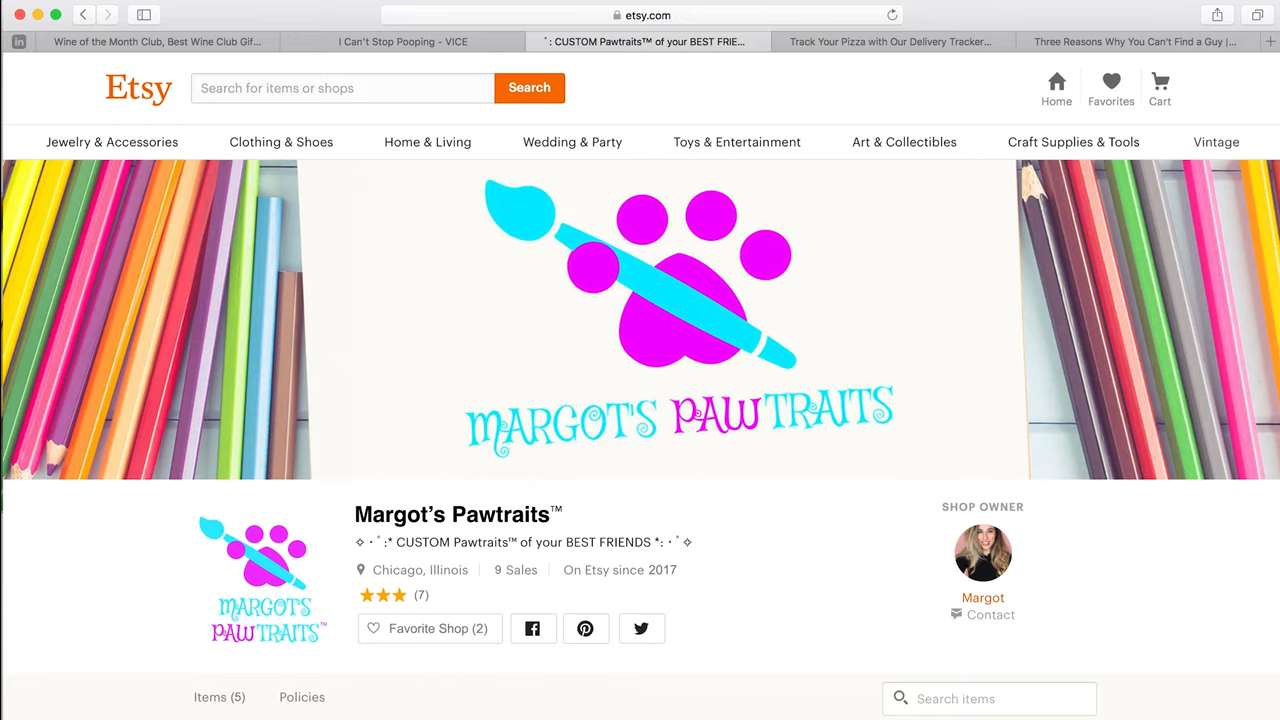 etsy.com
Wine of the Month Club, Best Wine Club Gif...
I Can't Stop Pooping - VICE
˚: CUSTOM Pawtraits™ of your BEST FRIE...
Track Your Pizza with Our Delivery Tracker...
Three Reasons Why You Can't Find a Guy |...
Etsy
Search for items or shops
Search
Home
Favorites
Cart
Jewelry & Accessories
Clothing & Shoes
Home & Living
Wedding & Party
Toys & Entertainment
Art & Collectibles
Craft Supplies & Tools
Vintage
MARGOT'S PAWTRAITS
MARGOT'S
PAWTRAITS™
Margot's Pawtraits™
✧・˚:* CUSTOM Pawtraits™ of your BEST FRIENDS *:・˚✧
Chicago, Illinois
9 Sales
On Etsy since 2017
(7)
Favorite Shop (2)
SHOP OWNER
Margot
Contact
Items (5)
Policies
Search items